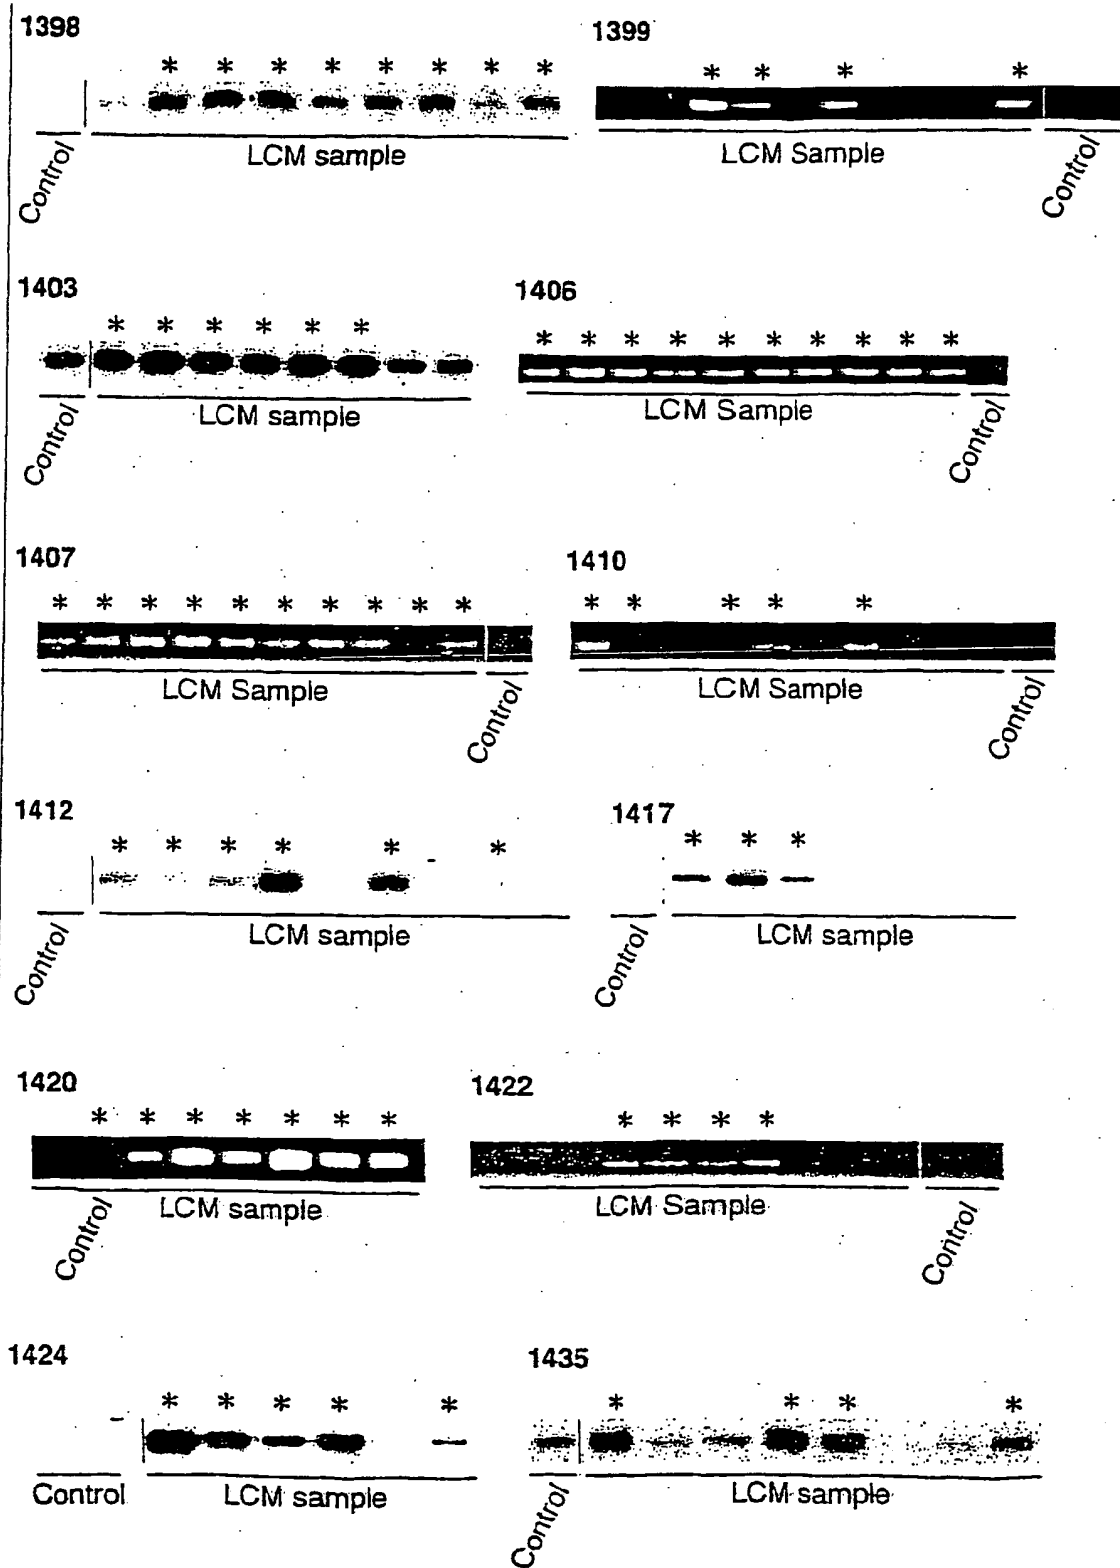 1398 1399
* * * * * * * * * * * *
Control LCM sample LCM Sample Control
1403 1406
* * * * * * * * * * * * * * * *
Control LCM sample LCM Sample Control
1407 1410
* * * * * * * * * * * * * * *
LCM Sample Control LCM Sample Control
1412 1417
* * * * * * * * *
Control LCM sample Control LCM sample
1420 1422
* * * * * * * * * * *
Control LCM sample LCM Sample Control
1424 1435
* * * * * * * * *
Control LCM sample Control LCM sample